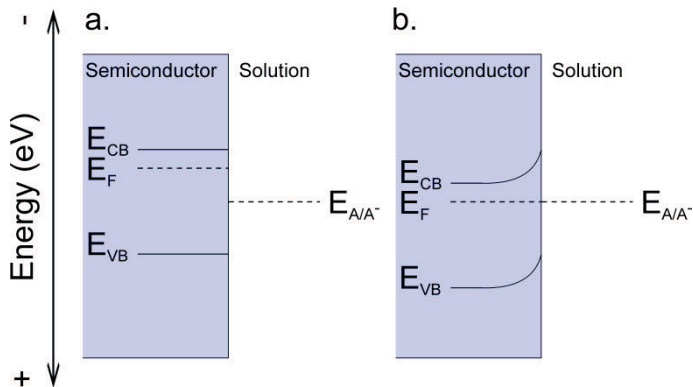 -
a.
b.
Semiconductor Solution
Semiconductor Solution
E_CB
E_F
E_A/A⁻
E_VB
E_CB
E_F
E_A/A⁻
E_VB
Energy (eV)
+